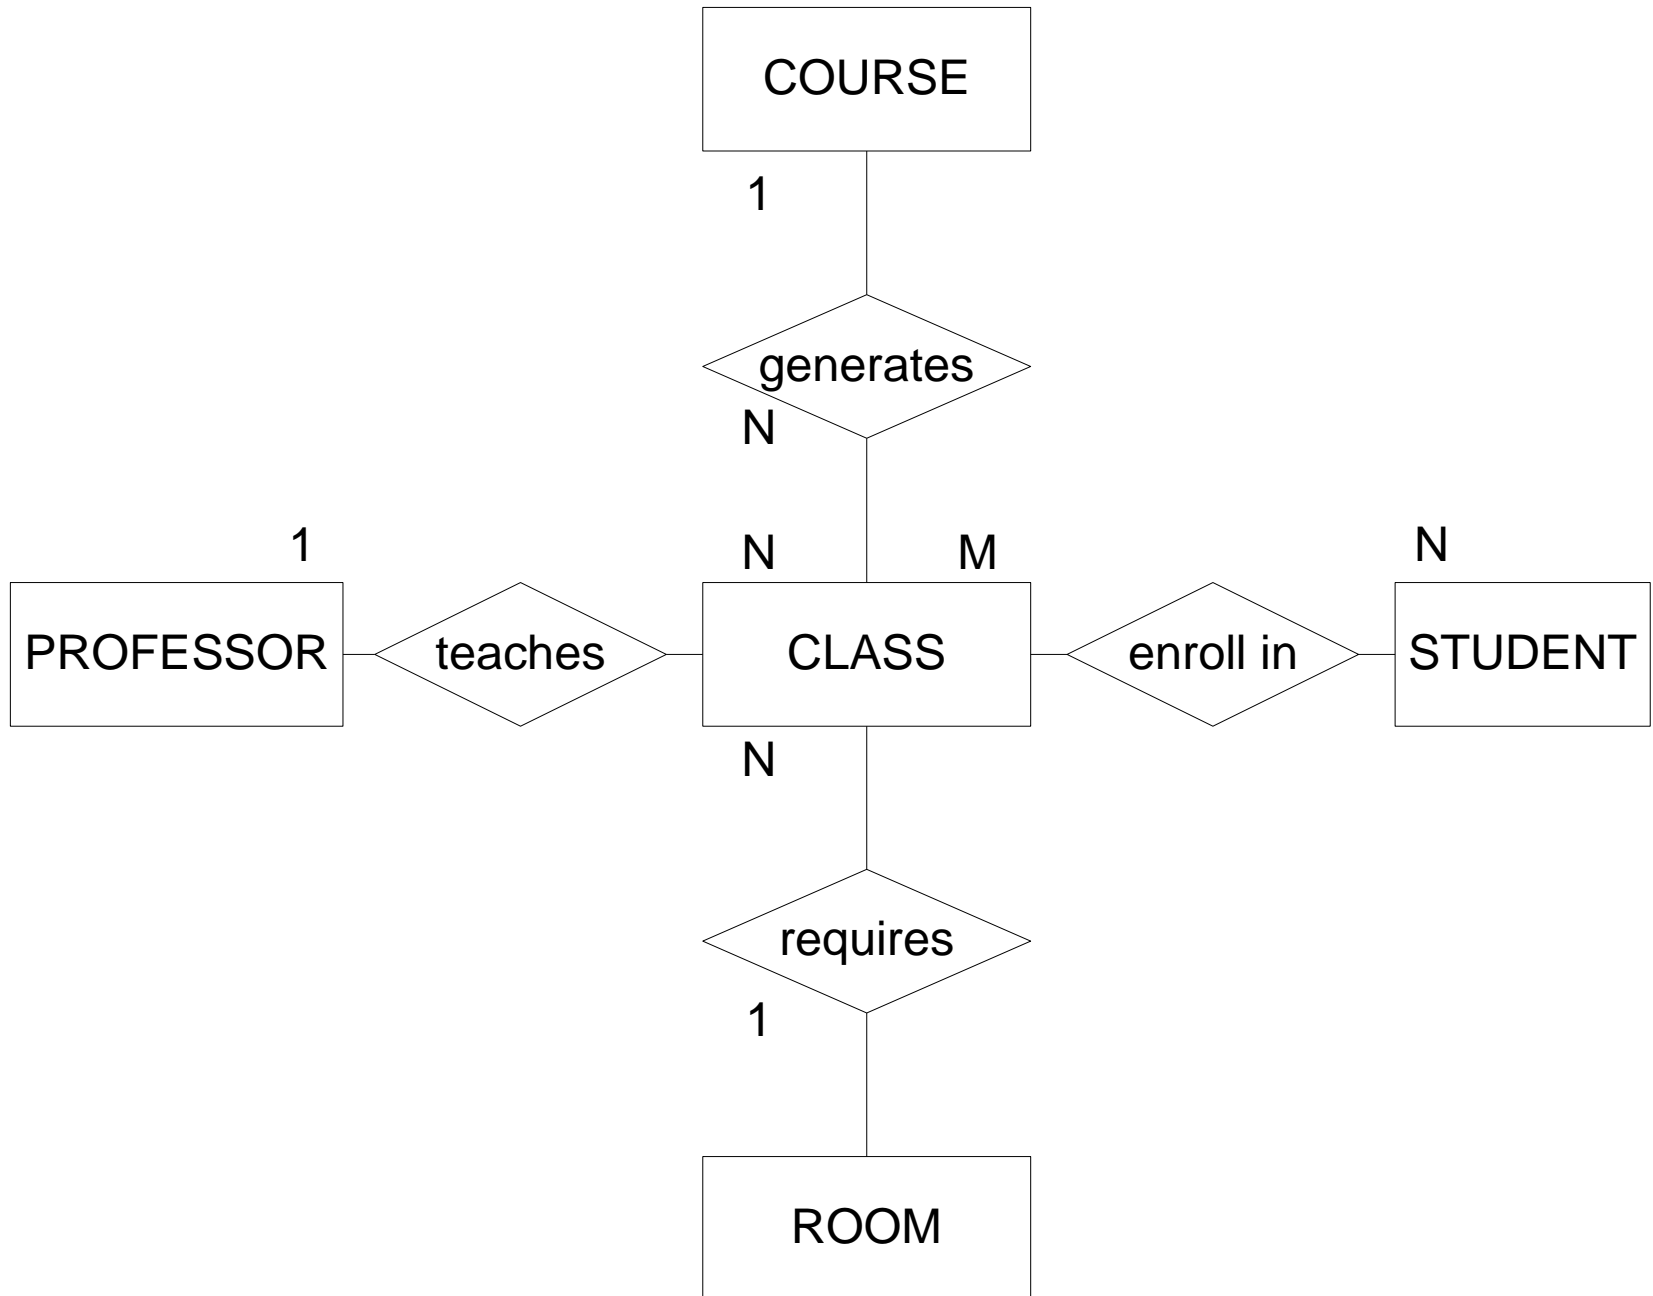 COURSE
1
generates
N
1
N
M
N
PROFESSOR
teaches
CLASS
enroll in
STUDENT
N
requires
1
ROOM